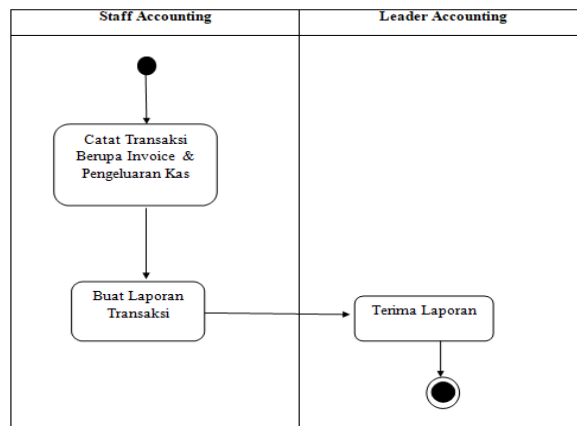 Staff Accounting
Leader Accounting
Catat Transaksi
Berupa Invoice &
Pengeluaran Kas
Buat Laporan
Transaksi
Terima Laporan